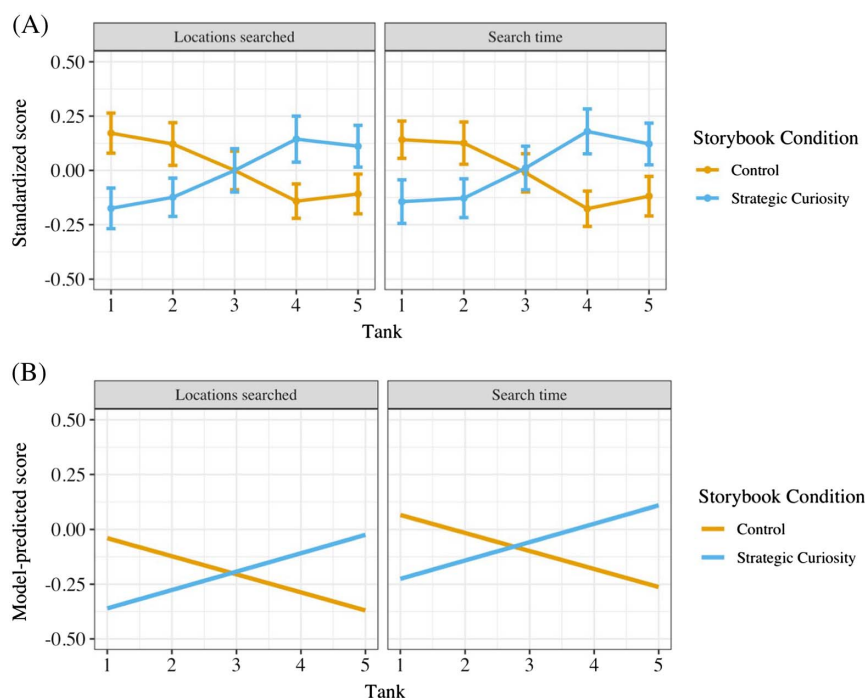 (A)
Locations searched
Search time
Standardized score
0.50
0.25
0.00
-0.25
-0.50
1 2 3 4 5
1 2 3 4 5
Tank
Storybook Condition
Control
Strategic Curiosity
(B)
Locations searched
Search time
Model-predicted score
0.50
0.25
0.00
-0.25
-0.50
1 2 3 4 5
1 2 3 4 5
Tank
Storybook Condition
Control
Strategic Curiosity